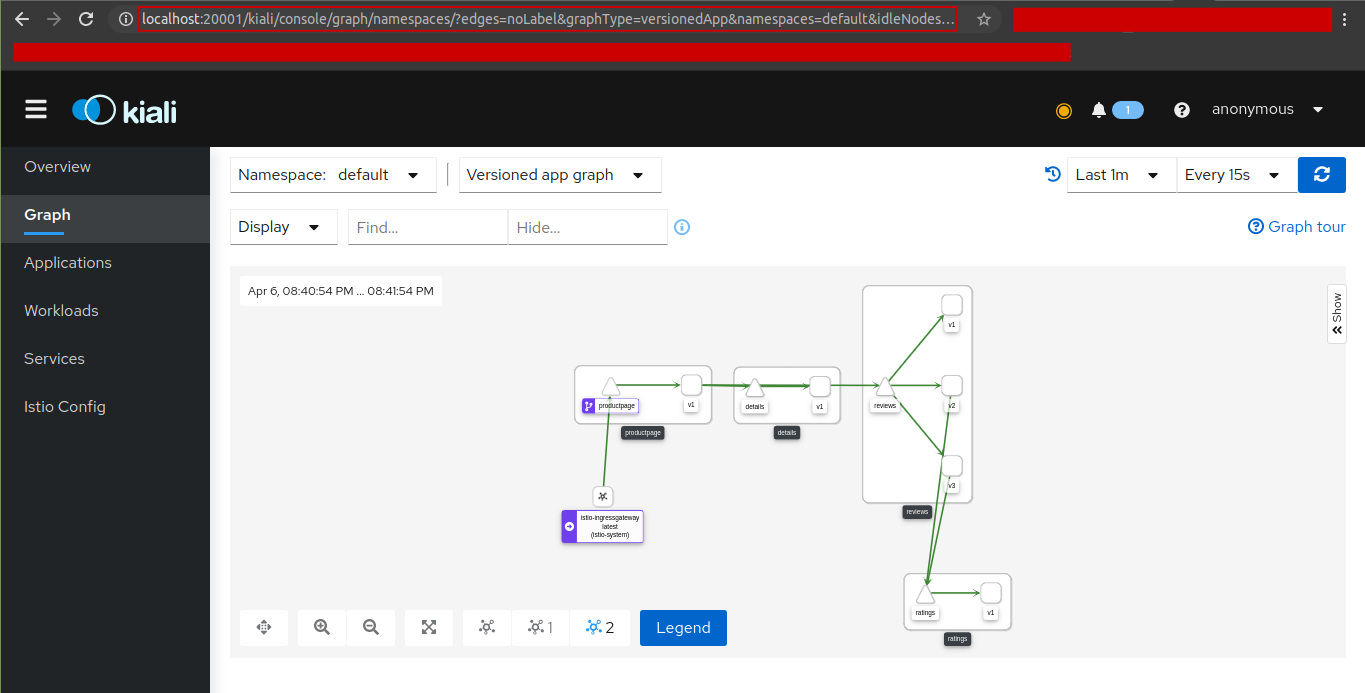 localhost:20001/kiali/console/graph/namespaces/?edges=noLabel&graphType=versionedApp&namespaces=default&idleNodes...
kiali
1
anonymous
Overview
Graph
Applications
Workloads
Services
Istio Config
Namespace: default
Versioned app graph
Last 1m
Every 15s
Display
Find...
Hide...
Graph tour
Apr 6, 08:40:54 PM ... 08:41:54 PM
Show
v1
productpage
v1
details
v1
reviews
v2
productpage
details
v3
reviews
istio-ingressgateway
latest
(istio-system)
ratings
v1
ratings
1
2
Legend